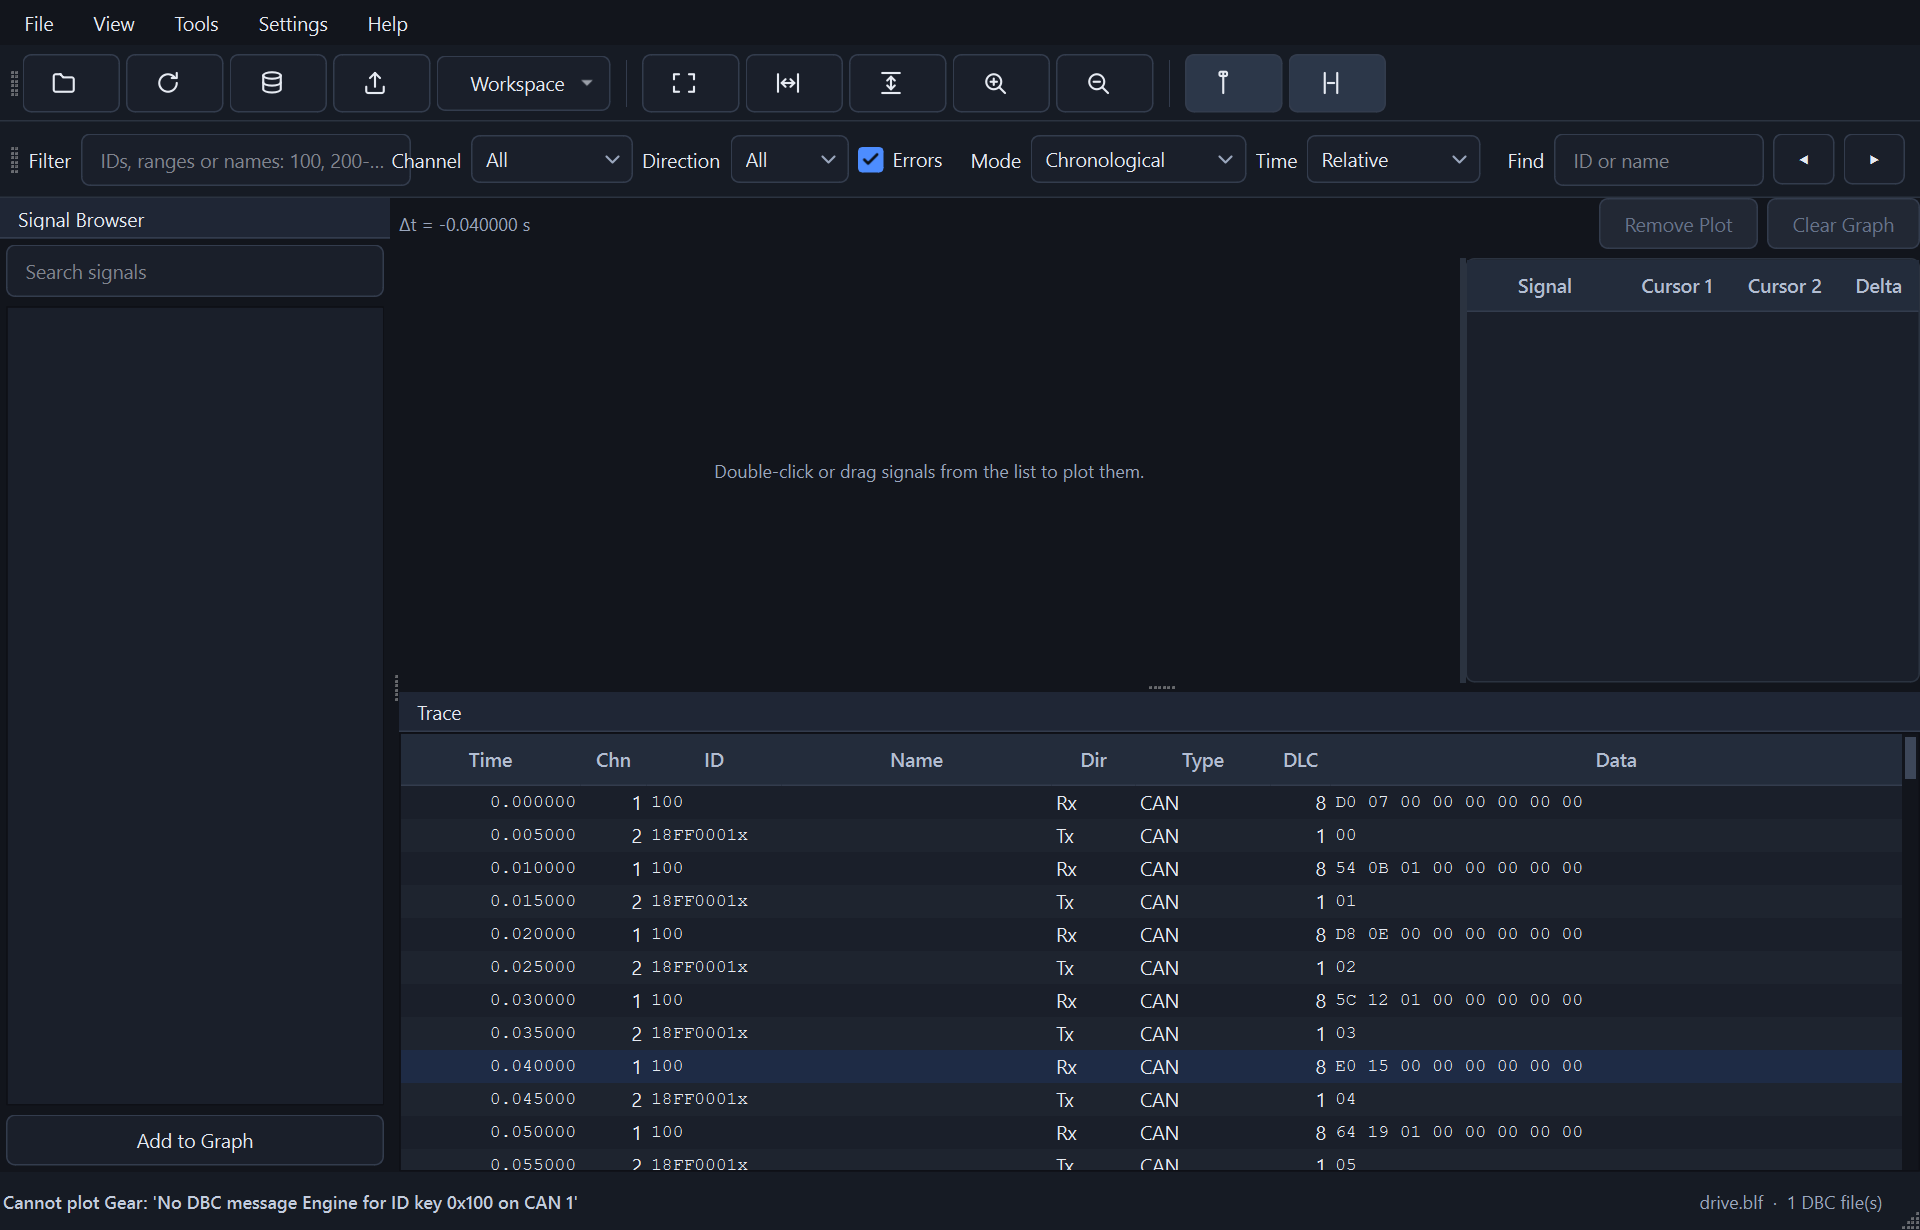 File View Tools Settings Help
Workspace
Filter IDs, ranges or names: 100, 200-... Channel All Direction All Errors Mode Chronological Time Relative Find ID or name
Signal Browser
Search signals
Add to Graph
Δt = -0.040000 s
Remove Plot Clear Graph
Signal Cursor 1 Cursor 2 Delta
Double-click or drag signals from the list to plot them.
Trace
Time Chn ID Name Dir Type DLC Data
0.000000 1 100 Rx CAN 8 D0 07 00 00 00 00 00 00
0.005000 2 18FF0001x Tx CAN 1 00
0.010000 1 100 Rx CAN 8 54 0B 01 00 00 00 00 00
0.015000 2 18FF0001x Tx CAN 1 01
0.020000 1 100 Rx CAN 8 D8 0E 00 00 00 00 00 00
0.025000 2 18FF0001x Tx CAN 1 02
0.030000 1 100 Rx CAN 8 5C 12 01 00 00 00 00 00
0.035000 2 18FF0001x Tx CAN 1 03
0.040000 1 100 Rx CAN 8 E0 15 00 00 00 00 00 00
0.045000 2 18FF0001x Tx CAN 1 04
0.050000 1 100 Rx CAN 8 64 19 01 00 00 00 00 00
0.055000 2 18FF0001x Tx CAN 1 05
Cannot plot Gear: 'No DBC message Engine for ID key 0x100 on CAN 1'
drive.blf · 1 DBC file(s)